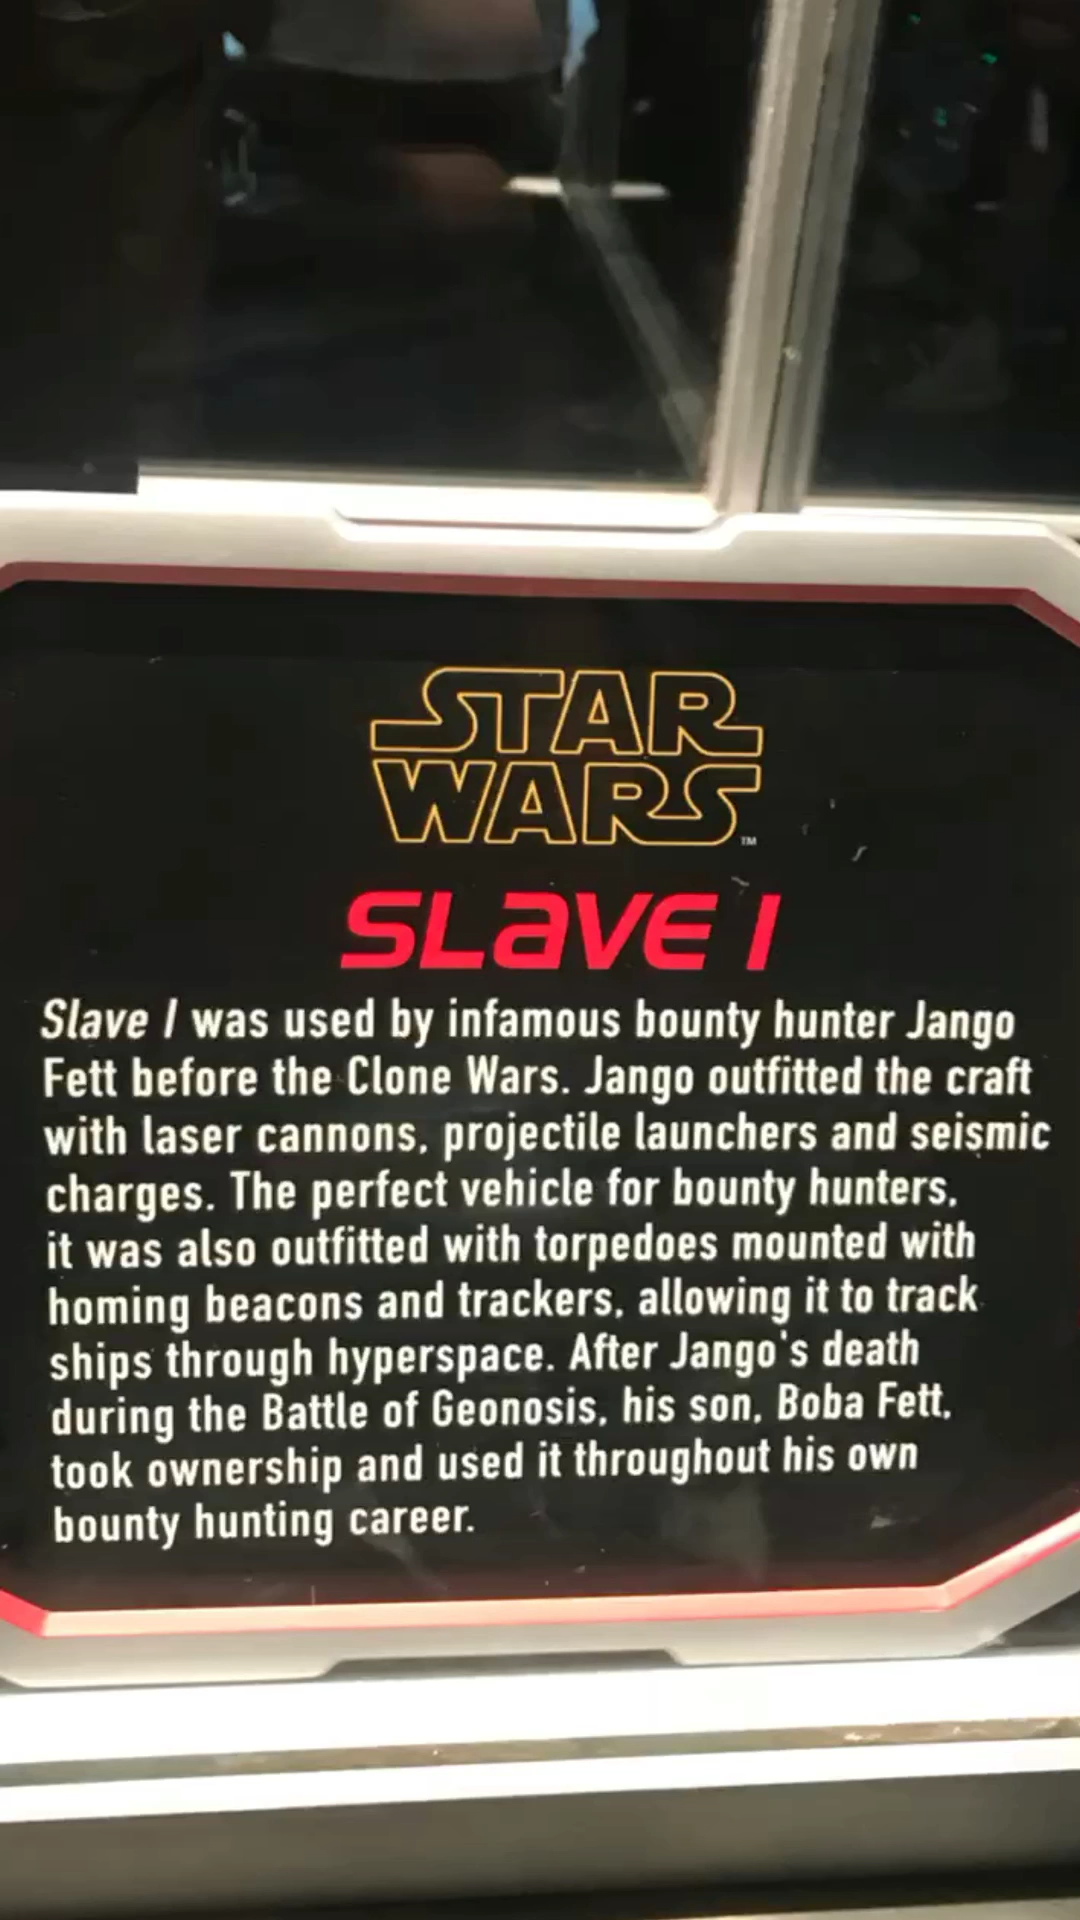 STAR
WARS
TM
SLAVE I
Slave I was used by infamous bounty hunter Jango
Fett before the Clone Wars. Jango outfitted the craft
with laser cannons, projectile launchers and seismic
charges. The perfect vehicle for bounty hunters,
it was also outfitted with torpedoes mounted with
homing beacons and trackers, allowing it to track
ships through hyperspace. After Jango's death
during the Battle of Geonosis, his son, Boba Fett,
took ownership and used it throughout his own
bounty hunting career.